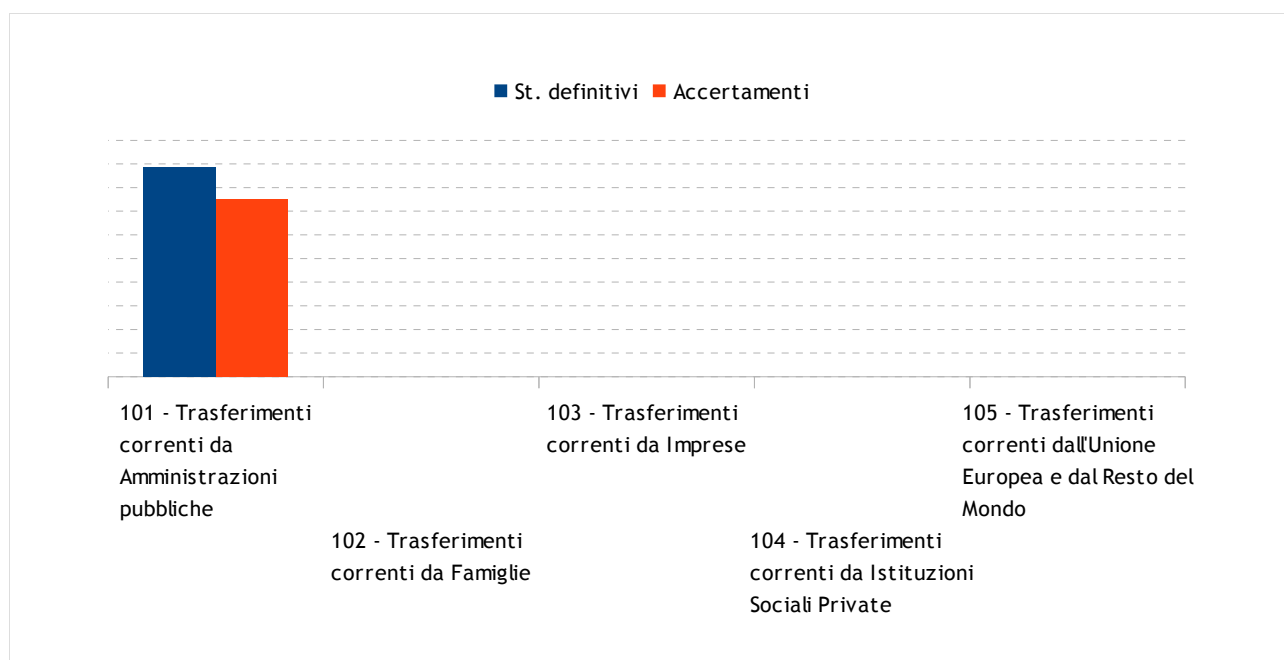 St. definitivi Accertamenti
101 - Trasferimenti
correnti da
Amministrazioni
pubbliche
102 - Trasferimenti
correnti da Famiglie
103 - Trasferimenti
correnti da Imprese
104 - Trasferimenti
correnti da Istituzioni
Sociali Private
105 - Trasferimenti
correnti dall'Unione
Europea e dal Resto del
Mondo